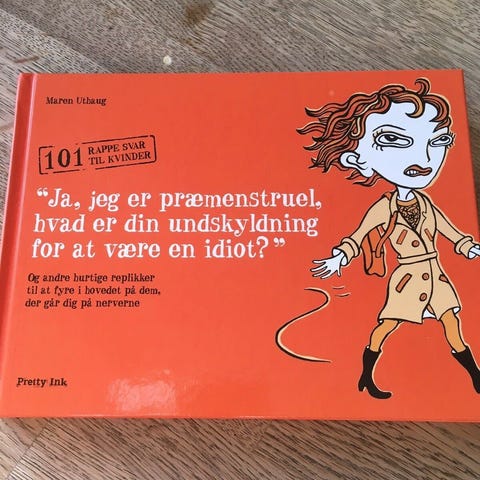 Maren Uthaug
101 RAPPE SVAR
TIL KVINDER
"Ja, jeg er præmenstruel,
hvad er din undskyldning
for at være en idiot?"
Og andre hurtige replikker
til at fyre i hovedet på dem,
der går dig på nerverne
Pretty Ink